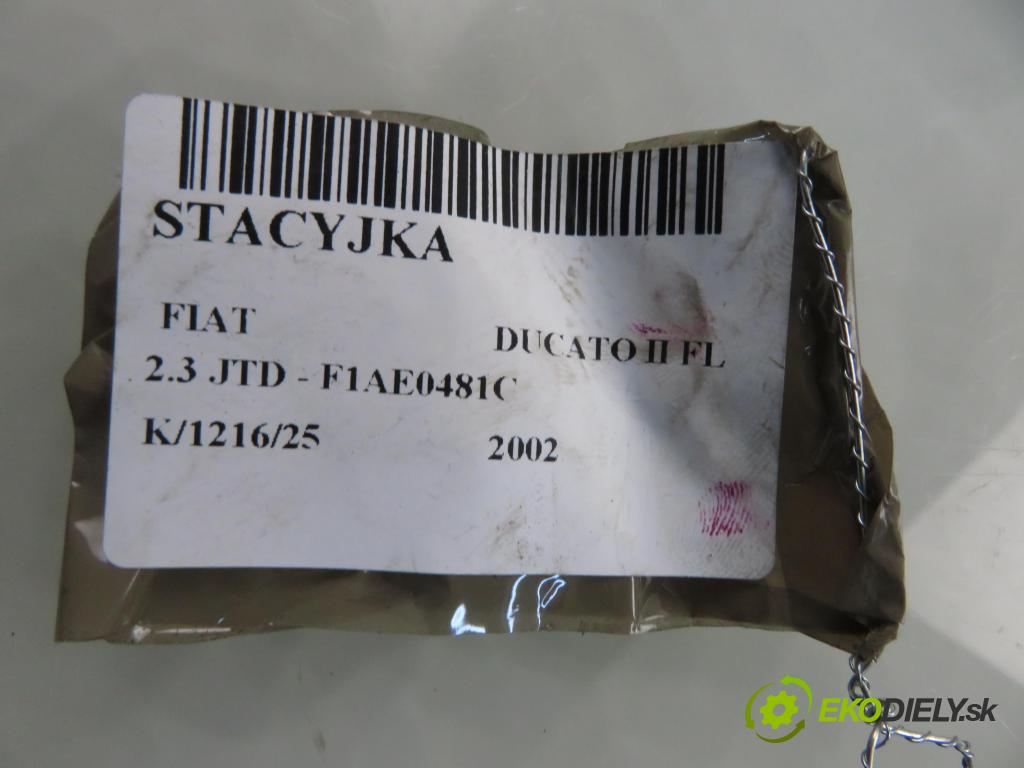 STACYJKA
FIAT DUCATO II FL
2.3 JTD - F1AE0481C
K/1216/25 2002
EKODIELY.sk